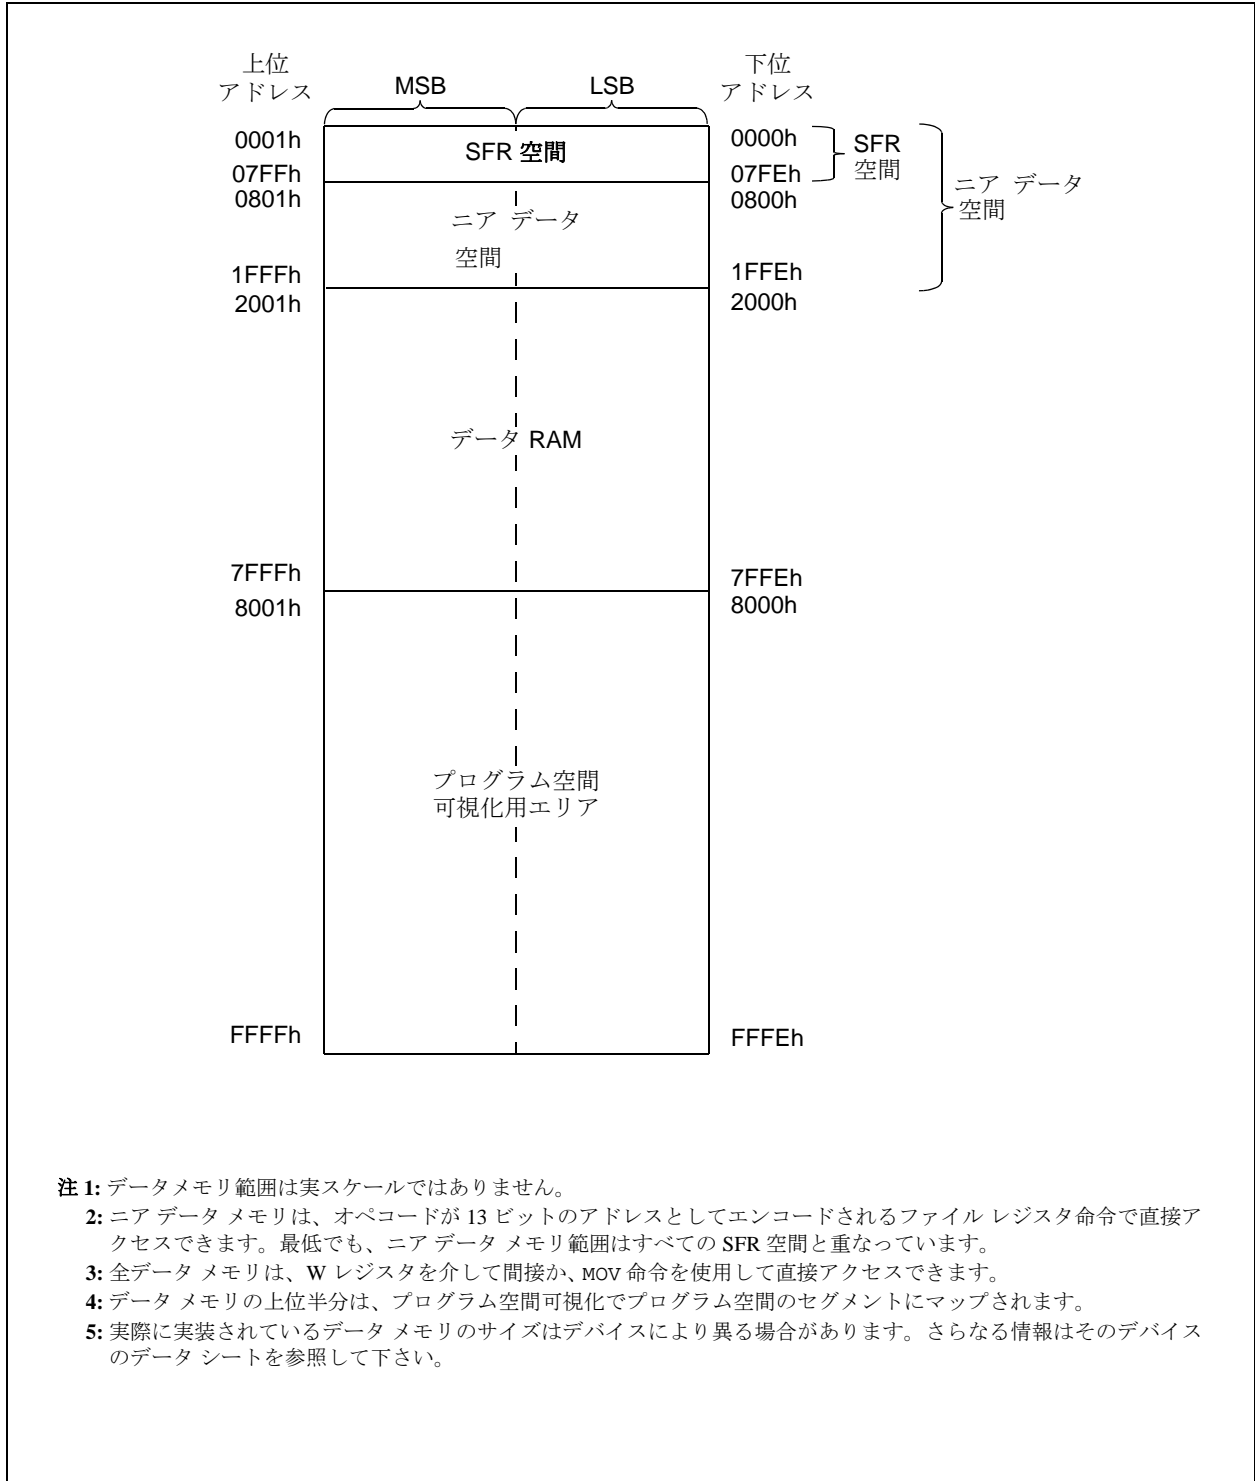 上位
アドレス
MSB
LSB
下位
アドレス
0001h
SFR 空間
0000h
SFR
空間
07FFh
07FEh
0801h
0800h
ニア データ
空間
ニア データ
空間
1FFFh
1FFEh
2001h
2000h
データ RAM
7FFFh
7FFEh
8001h
8000h
プログラム空間
可視化用エリア
FFFFh
FFFEh
注 1: データメモリ範囲は実スケールではありません。
2: ニア データ メモリは、オペコードが 13 ビットのアドレスとしてエンコードされるファイル レジスタ命令で直接ア
クセスできます。最低でも、ニア データ メモリ範囲はすべての SFR 空間と重なっています。
3: 全データ メモリは、W レジスタを介して間接か、MOV 命令を使用して直接アクセスできます。
4: データ メモリの上位半分は、プログラム空間可視化でプログラム空間のセグメントにマップされます。
5: 実際に実装されているデータ メモリのサイズはデバイスにより異る場合があります。さらなる情報はそのデバイス
のデータ シートを参照して下さい。